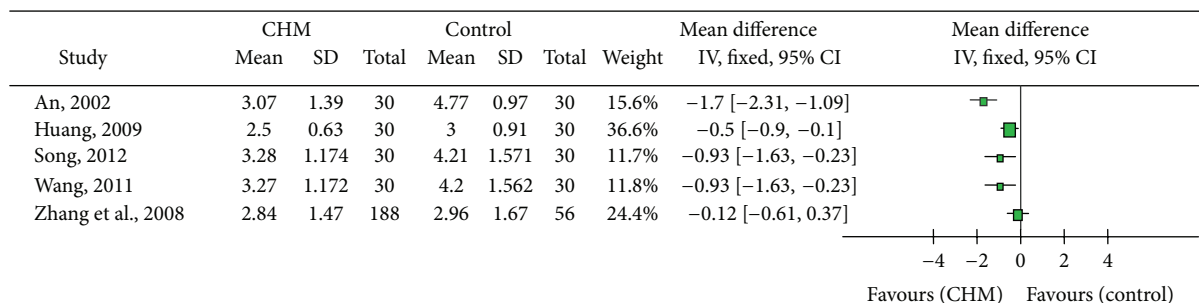 CHM Control Mean difference Mean difference
Study Mean SD Total Mean SD Total Weight IV, fixed, 95% CI IV, fixed, 95% CI
An, 2002 3.07 1.39 30 4.77 0.97 30 15.6% −1.7 [−2.31, −1.09]
Huang, 2009 2.5 0.63 30 3 0.91 30 36.6% −0.5 [−0.9, −0.1]
Song, 2012 3.28 1.174 30 4.21 1.571 30 11.7% −0.93 [−1.63, −0.23]
Wang, 2011 3.27 1.172 30 4.2 1.562 30 11.8% −0.93 [−1.63, −0.23]
Zhang et al., 2008 2.84 1.47 188 2.96 1.67 56 24.4% −0.12 [−0.61, 0.37]
−4 −2 0 2 4
Favours (CHM) Favours (control)